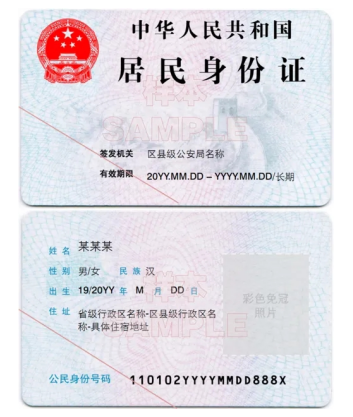 中华人民共和国
居民身份证
样本
SAMPLE
签发机关 区县级公安局名称
有效期限 20YY.MM.DD – YYYY.MM.DD/长期
姓名 某某某
性别 男/女 民族 汉
出生 19/20YY 年 M 月 DD 日
住址 省级行政区名称-区县级行政区名
称-具体住宿地址
彩色免冠
照片
样本
SAMPLE
公民身份号码 110102YYYYMMDD888X